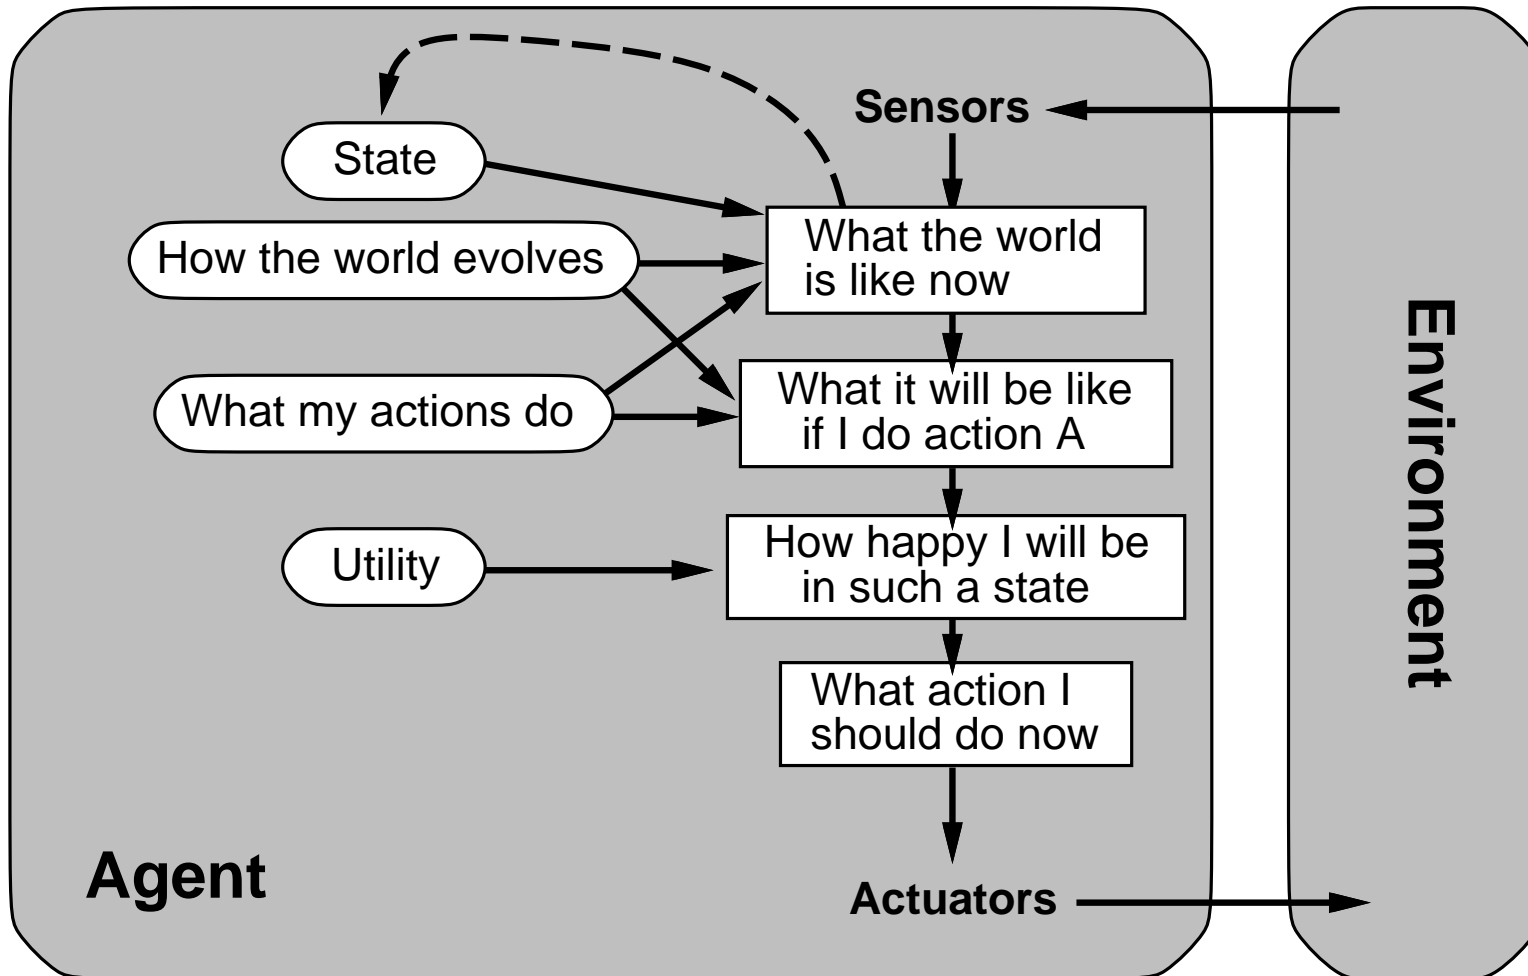 Sensors
State
What the world
is like now
How the world evolves
What it will be like
if I do action A
What my actions do
How happy I will be
in such a state
Utility
What action I
should do now
Agent
Actuators
Environment